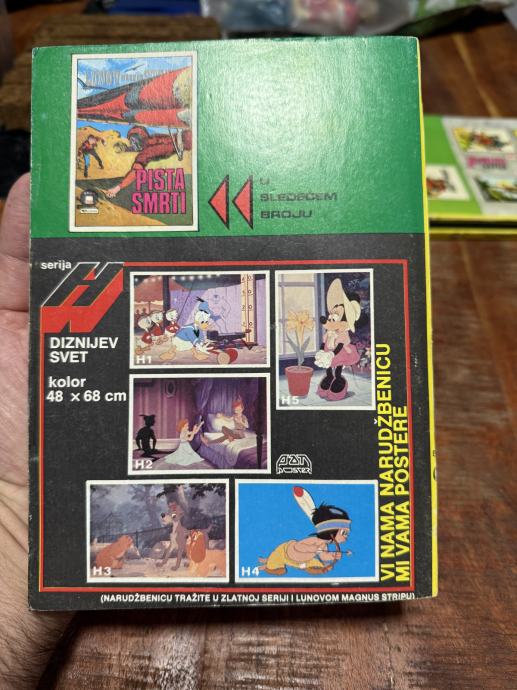 PISTA
SMRTI
U
SLEDEĆEM
BROJU
serija
H
DIZNIJEV
SVET
kolor
48 × 68 cm
H1
H5
H2
H3
H4
VI NAMA NARUDŽBENICU
MI VAMA POSTERE
(NARUDŽBENICU TRAŽITE U ZLATNOJ SERIJI I LUNOVOM MAGNUS STRIPU)